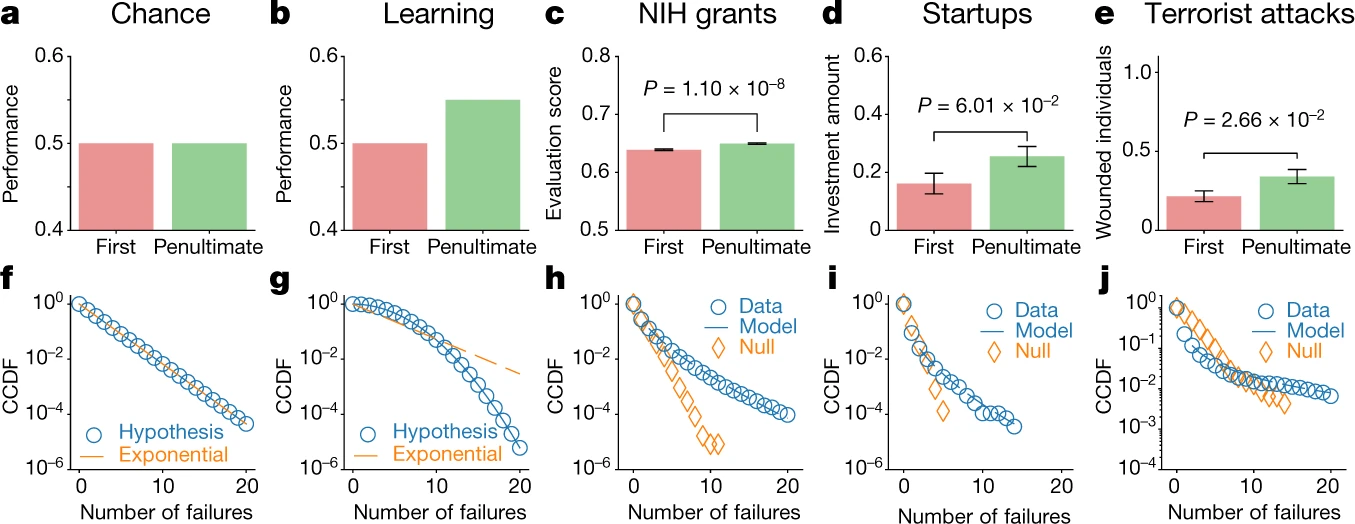 a Chance
b Learning
c NIH grants
d Startups
e Terrorist attacks
Performance
0.6
0.5
0.4
First Penultimate
Performance
0.6
0.5
0.4
First Penultimate
Evaluation score
0.8
0.7
0.6
0.5
P = 1.10 × 10⁻⁸
First Penultimate
Investment amount
0.6
0.4
0.2
0
P = 6.01 × 10⁻²
First Penultimate
Wounded individuals
1.0
0.5
0
P = 2.66 × 10⁻²
First Penultimate
f
CCDF
10⁰
10⁻²
10⁻⁴
10⁻⁶
Hypothesis
Exponential
0 10 20
Number of failures
g
CCDF
10⁰
10⁻²
10⁻⁴
10⁻⁶
Hypothesis
Exponential
0 10 20
Number of failures
h
CCDF
10⁰
10⁻²
10⁻⁴
10⁻⁶
Data
Model
Null
0 10 20
Number of failures
i
CCDF
10⁰
10⁻²
10⁻⁴
10⁻⁶
Data
Model
Null
0 10 20
Number of failures
j
CCDF
10⁰
10⁻¹
10⁻²
10⁻³
10⁻⁴
Data
Model
Null
0 10 20
Number of failures